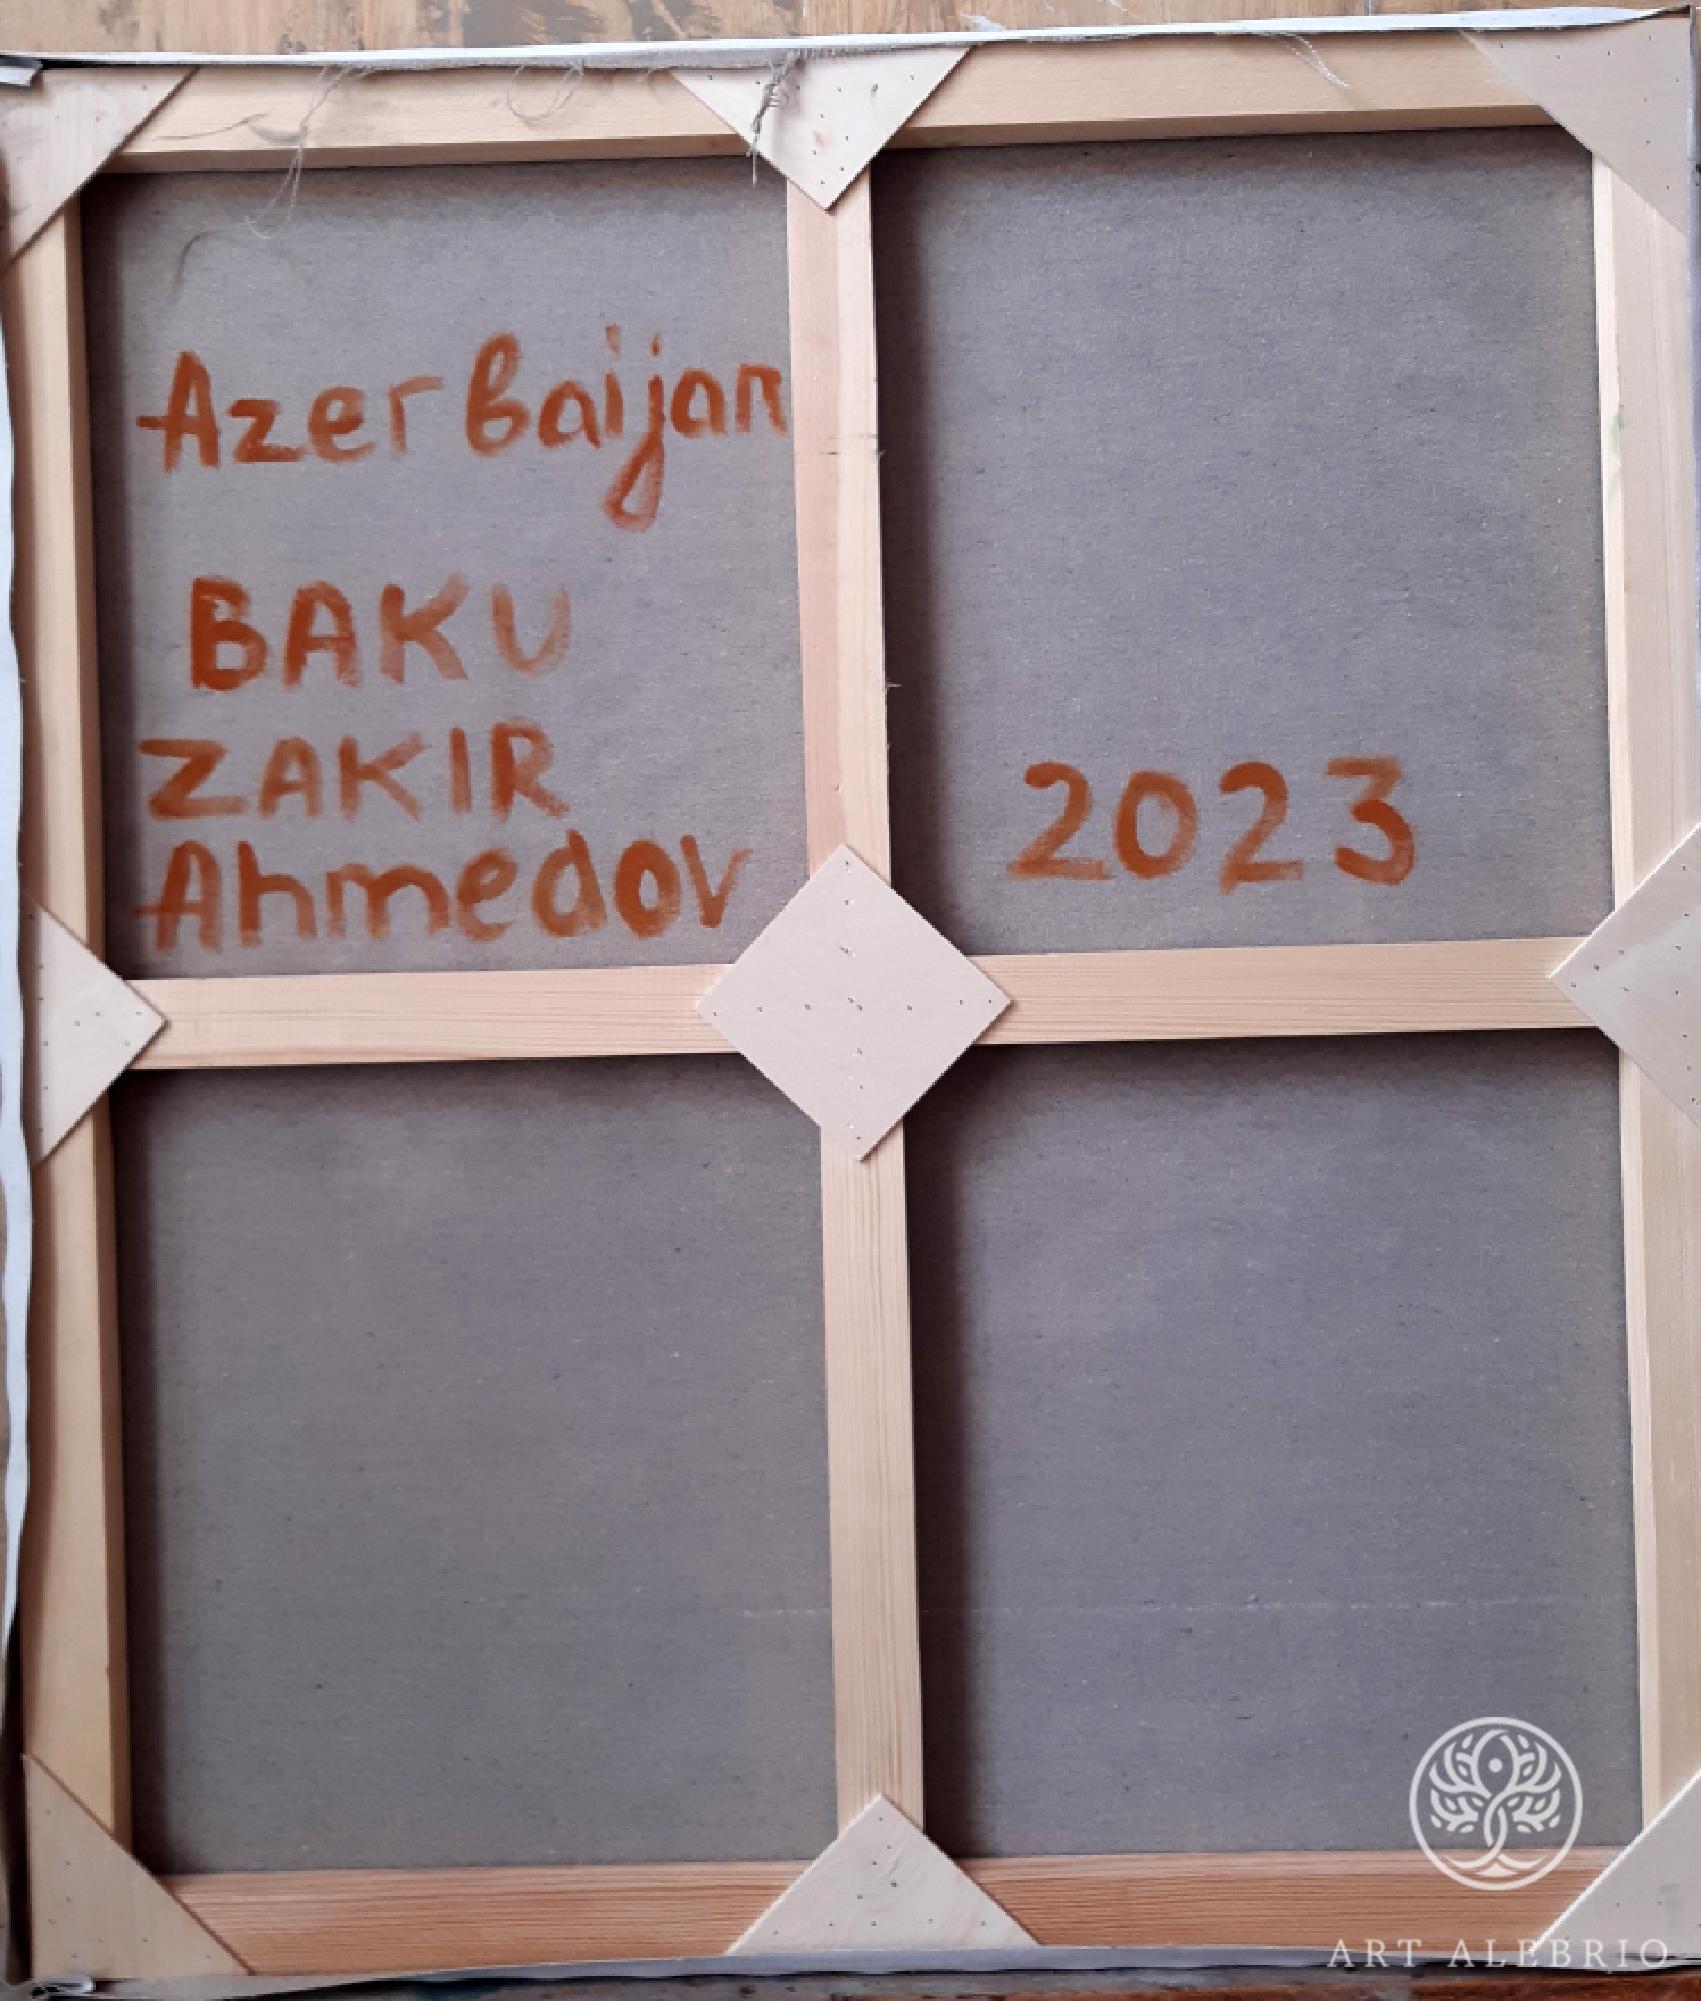 Azerbaijan
BAKU
ZAKIR
Ahmedov
2023
ART ALEBRIO